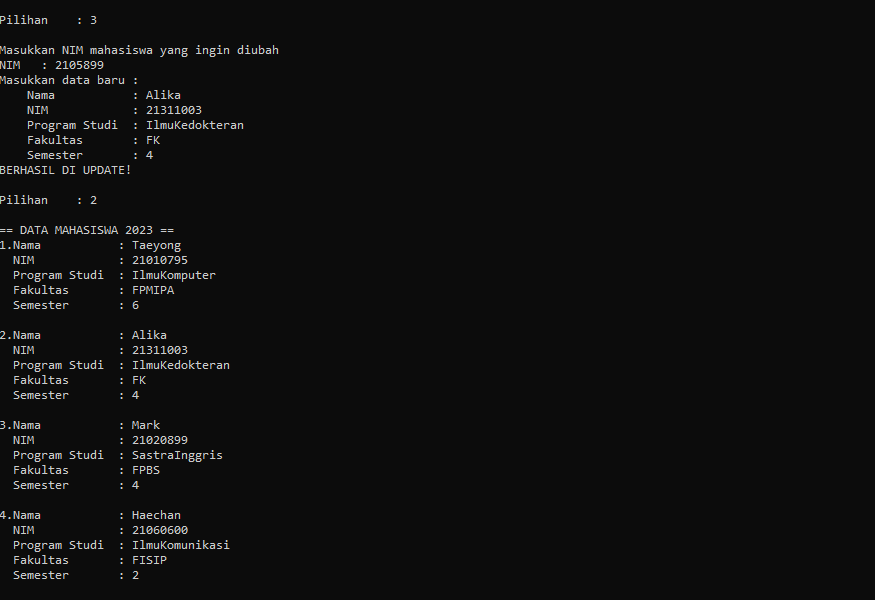 Pilihan    : 3
Masukkan NIM mahasiswa yang ingin diubah
NIM   : 2105899
Masukkan data baru :
    Nama           : Alika
    NIM            : 21311003
    Program Studi  : IlmuKedokteran
    Fakultas       : FK
    Semester       : 4
BERHASIL DI UPDATE!
Pilihan    : 2
== DATA MAHASISWA 2023 ==
1.Nama           : Taeyong
  NIM            : 21010795
  Program Studi  : IlmuKomputer
  Fakultas       : FPMIPA
  Semester       : 6
2.Nama           : Alika
  NIM            : 21311003
  Program Studi  : IlmuKedokteran
  Fakultas       : FK
  Semester       : 4
3.Nama           : Mark
  NIM            : 21020899
  Program Studi  : SastraInggris
  Fakultas       : FPBS
  Semester       : 4
4.Nama           : Haechan
  NIM            : 21060600
  Program Studi  : IlmuKomunikasi
  Fakultas       : FISIP
  Semester       : 2